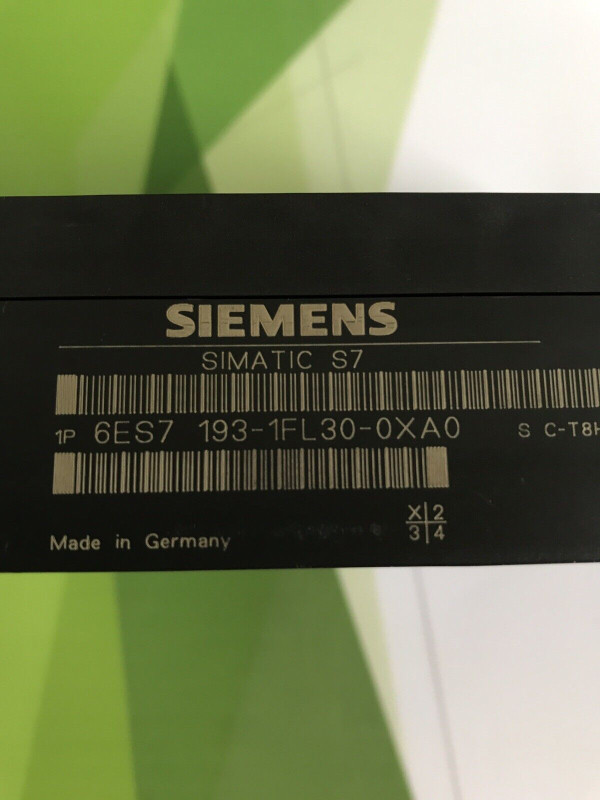 SIEMENS
SIMATIC S7
1P 6ES7 193-1FL30-0XA0 S C-T8H
X 2
3 4
Made in Germany